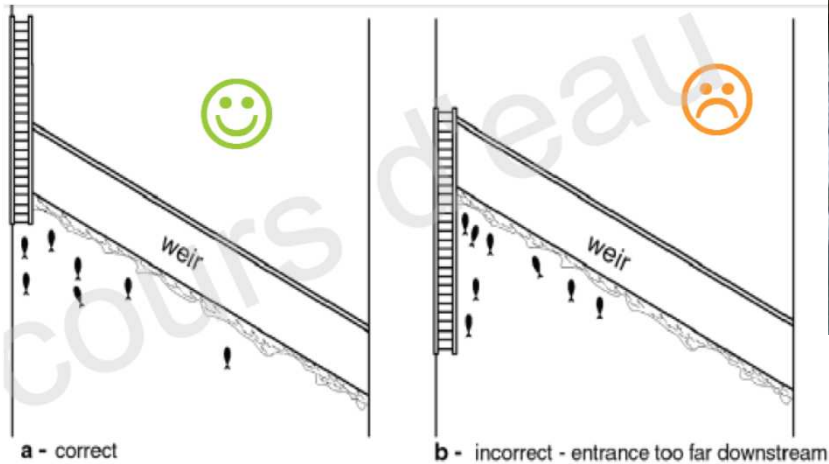 cours d'eau
weir
weir
a - correct
b - incorrect - entrance too far downstream